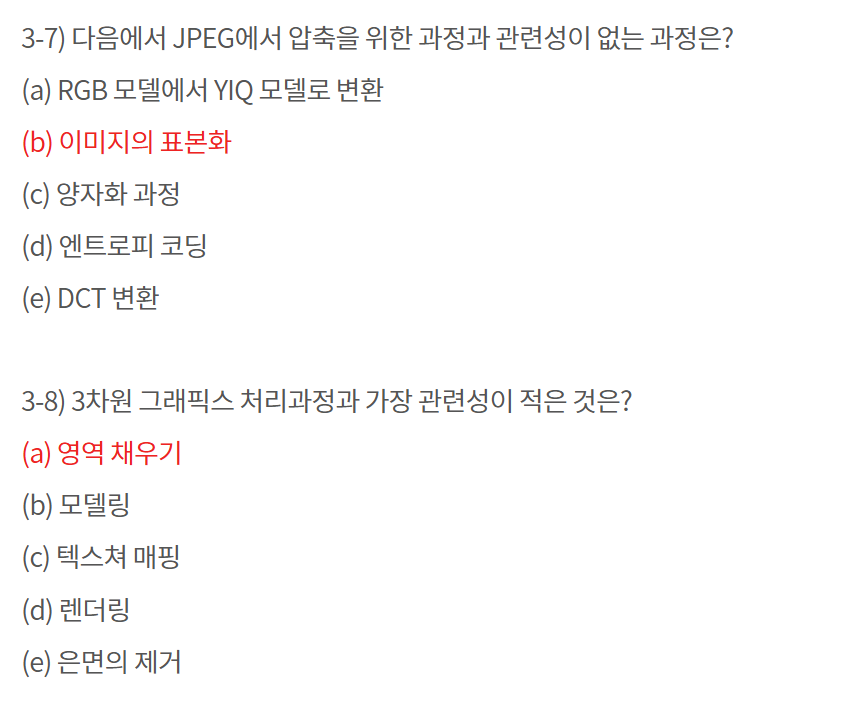 3-7) 다음에서 JPEG에서 압축을 위한 과정과 관련성이 없는 과정은?
(a) RGB 모델에서 YIQ 모델로 변환
(b) 이미지의 표본화
(c) 양자화 과정
(d) 엔트로피 코딩
(e) DCT 변환
3-8) 3차원 그래픽스 처리과정과 가장 관련성이 적은 것은?
(a) 영역 채우기
(b) 모델링
(c) 텍스쳐 매핑
(d) 렌더링
(e) 은면의 제거